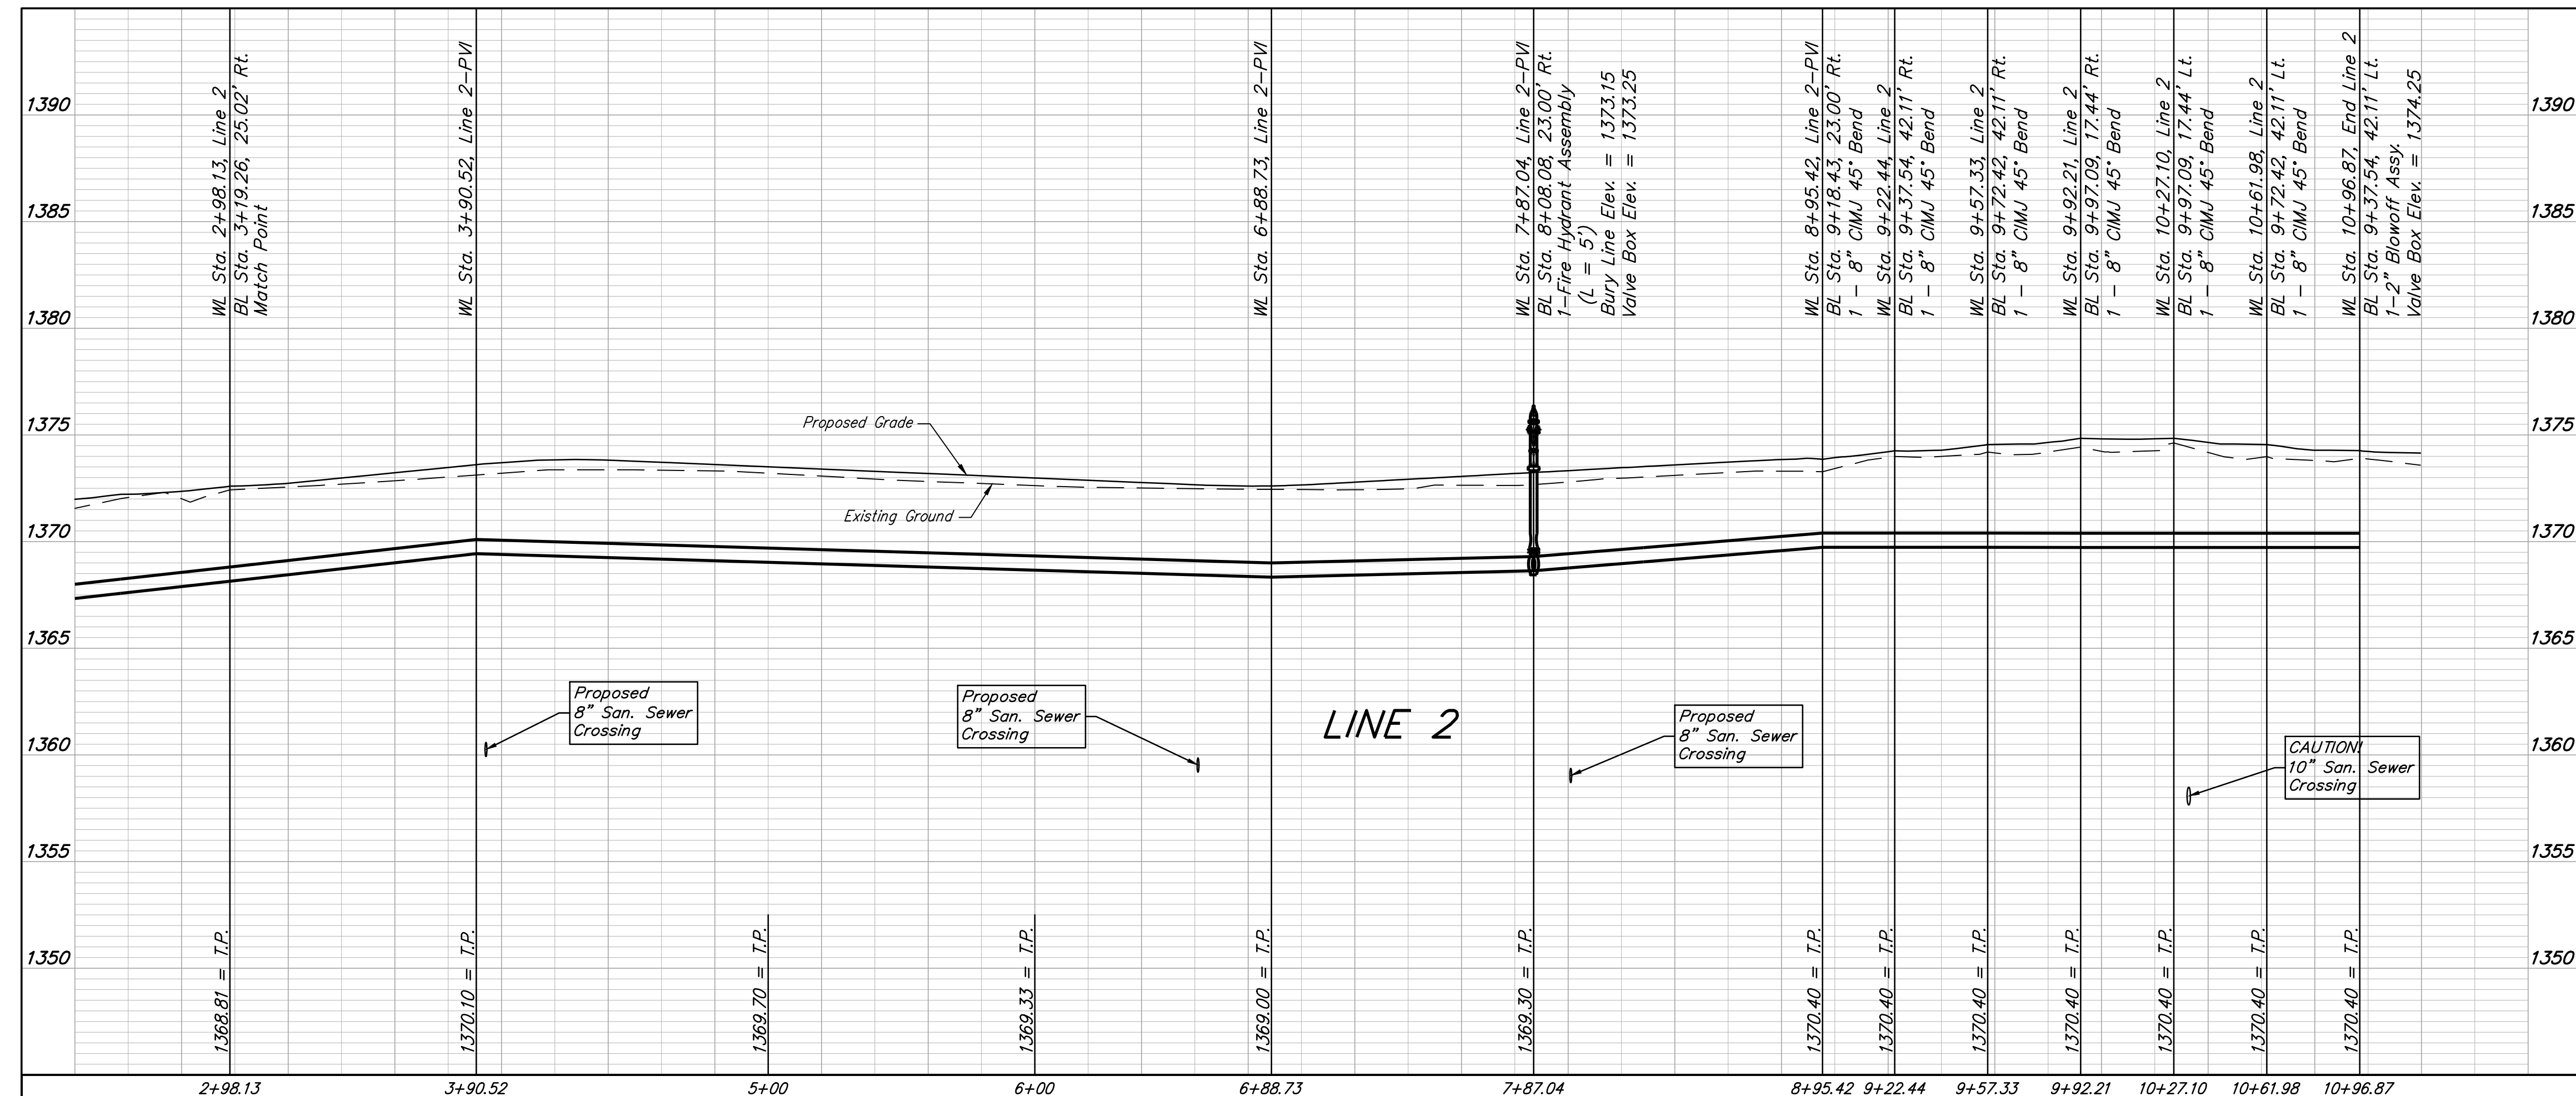 WL Sta. 2+98.13, Line 2
BL Sta. 3+19.26, 25.02' Rt.
Match Point
WL Sta. 3+90.52, Line 2-PVI
WL Sta. 6+88.73, Line 2-PVI
WL Sta. 7+87.04, Line 2-PVI
BL Sta. 8+08.08, 23.00' Rt.
1-Fire Hydrant Assembly
(L = 5')
Bury Line Elev. = 1373.15
Valve Box Elev. = 1373.25
WL Sta. 8+95.42, Line 2-PVI
BL Sta. 9+18.43, 23.00' Rt.
1 - 8" CIMJ 45° Bend
WL Sta. 9+22.44, Line 2
BL Sta. 9+37.54, 42.11' Rt.
1 - 8" CIMJ 45° Bend
WL Sta. 9+57.33, Line 2
BL Sta. 9+72.42, 42.11' Rt.
1 - 8" CIMJ 45° Bend
WL Sta. 9+92.21, Line 2
BL Sta. 9+97.09, 17.44' Rt.
1 - 8" CIMJ 45° Bend
WL Sta. 10+27.10, Line 2
BL Sta. 9+97.09, 17.44' Lt.
1 - 8" CIMJ 45° Bend
WL Sta. 10+61.98, Line 2
BL Sta. 9+72.42, 42.11' Lt.
1 - 8" CIMJ 45° Bend
WL Sta. 10+96.87, End Line 2
BL Sta. 9+37.54, 42.11' Lt.
1-2" Blowoff Assy.
Valve Box Elev. = 1374.25
1390
1390
1385
1385
1380
1380
1375
1375
1370
1370
1365
1365
1360
1360
1355
1355
1350
1350
Proposed Grade
Existing Ground
Proposed
8" San. Sewer
Crossing
Proposed
8" San. Sewer
Crossing
LINE 2
Proposed
8" San. Sewer
Crossing
CAUTION!
10" San. Sewer
Crossing
1368.81 = T.P.
1370.10 = T.P.
1369.70 = T.P.
1369.33 = T.P.
1369.00 = T.P.
1369.30 = T.P.
1370.40 = T.P.
1370.40 = T.P.
1370.40 = T.P.
1370.40 = T.P.
1370.40 = T.P.
1370.40 = T.P.
1370.40 = T.P.
2+98.13
3+90.52
5+00
6+00
6+88.73
7+87.04
8+95.42
9+22.44
9+57.33
9+92.21
10+27.10
10+61.98
10+96.87